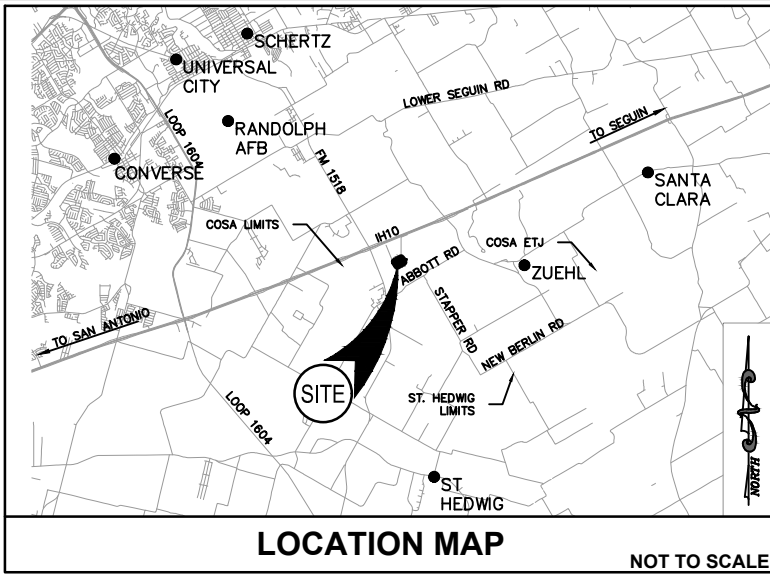 SCHERTZ
UNIVERSAL
CITY
LOWER SEGUIN RD
LOOP 1604
RANDOLPH
AFB
TO SEGUIN
FM 1518
CONVERSE
SANTA
CLARA
COSA LIMITS
IH10
COSA ETJ
ABBOTT RD
ZUEHL
STAPPER RD
TO SAN ANTONIO
NEW BERLIN RD
SITE
ST. HEDWIG
LIMITS
LOOP 1604
ST
HEDWIG
NORTH
LOCATION MAP
NOT TO SCALE